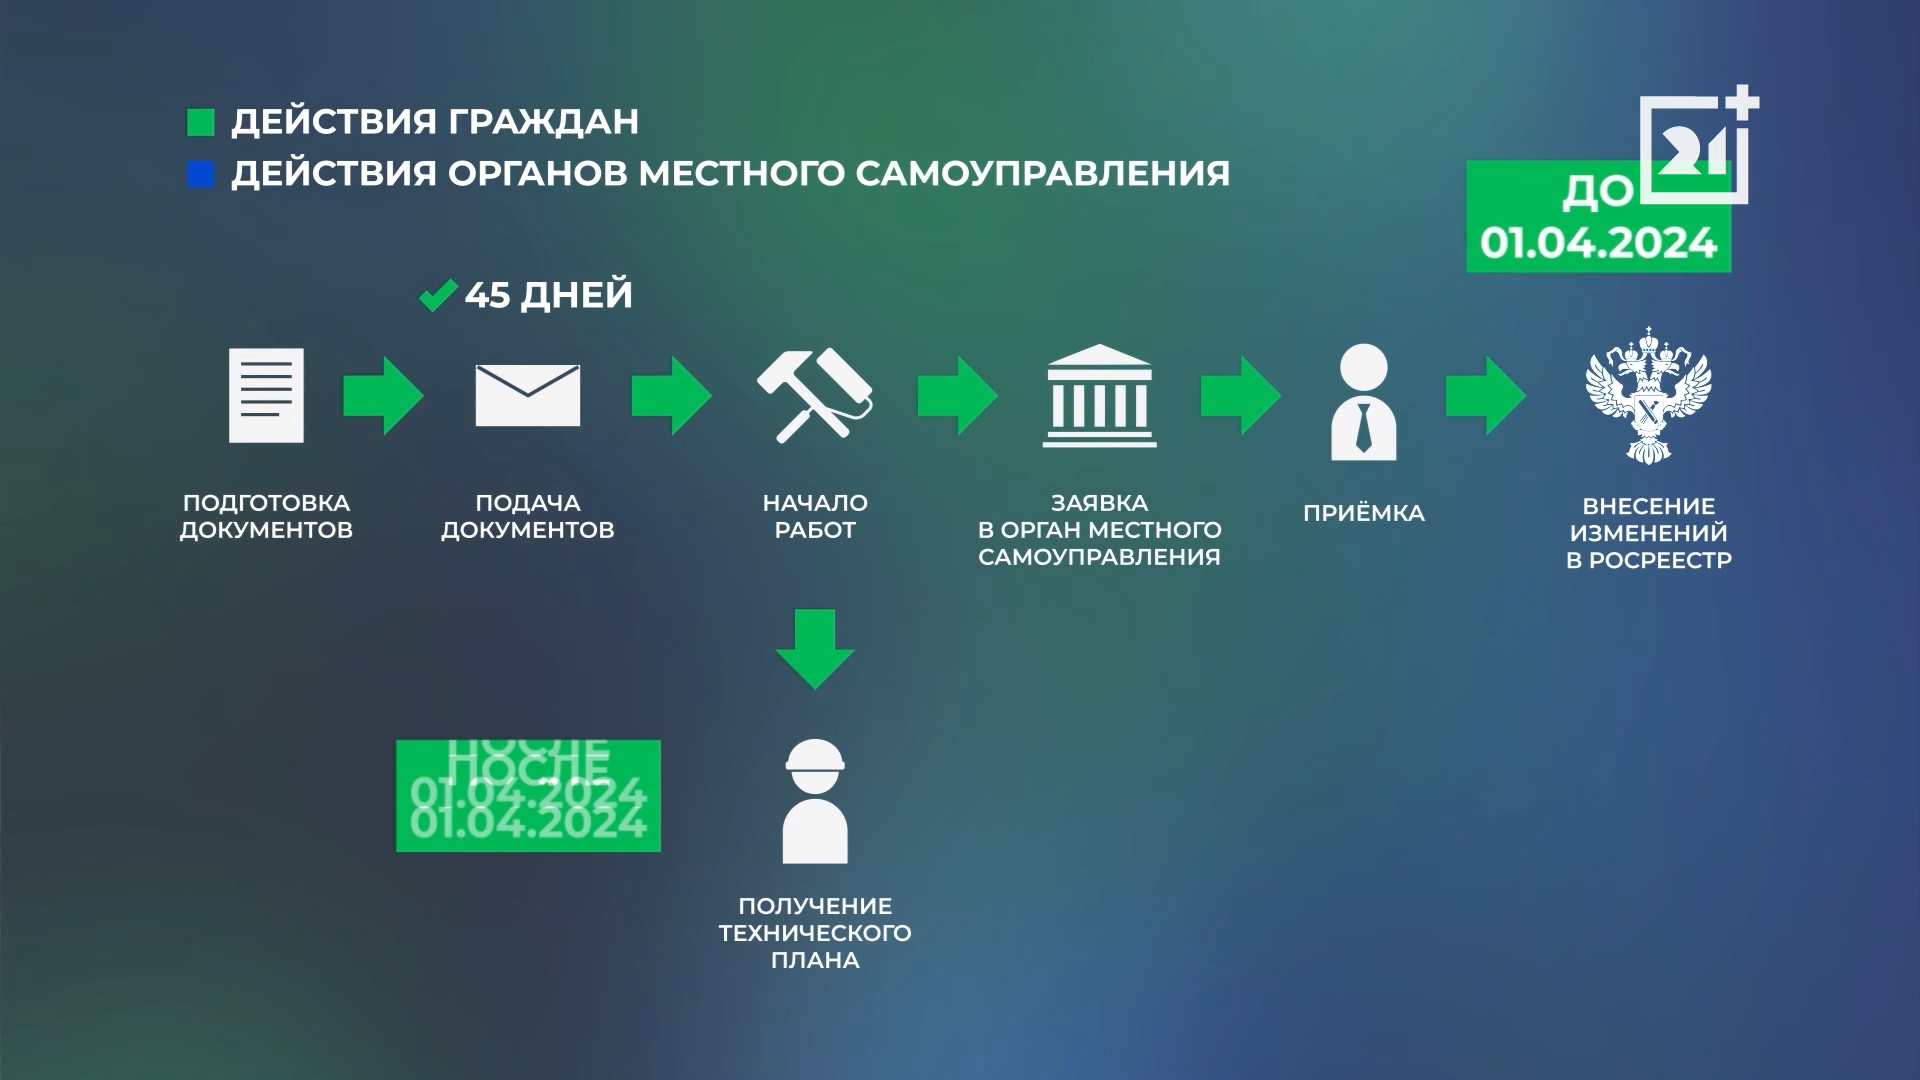 ДЕЙСТВИЯ ГРАЖДАН
ДЕЙСТВИЯ ОРГАНОВ МЕСТНОГО САМОУПРАВЛЕНИЯ
21+
ДО
01.04.2024
45 ДНЕЙ
ПОДГОТОВКА
ДОКУМЕНТОВ
ПОДАЧА
ДОКУМЕНТОВ
НАЧАЛО
РАБОТ
ЗАЯВКА
В ОРГАН МЕСТНОГО
САМОУПРАВЛЕНИЯ
ПРИЁМКА
ВНЕСЕНИЕ
ИЗМЕНЕНИЙ
В РОСРЕЕСТР
ПОСЛЕ
01.04.2024
ПОЛУЧЕНИЕ
ТЕХНИЧЕСКОГО
ПЛАНА